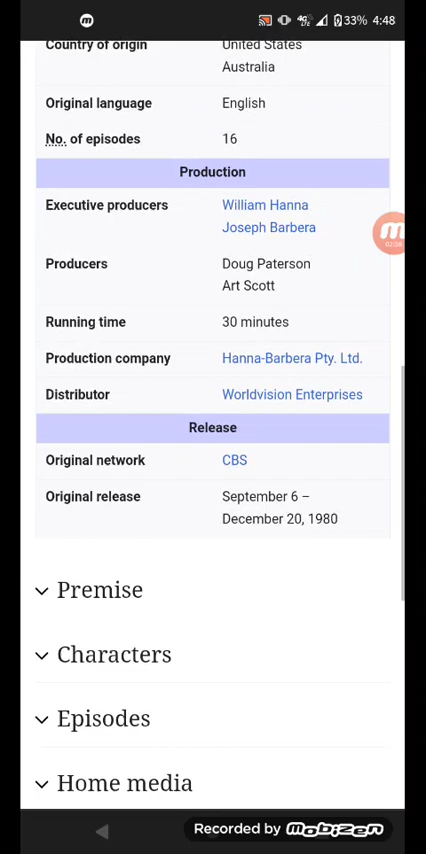 m 4G 33% 4:48
Country of origin United States
Australia
Original language English
No. of episodes 16
Production
Executive producers William Hanna
Joseph Barbera
m
02:08
Producers Doug Paterson
Art Scott
Running time 30 minutes
Production company Hanna-Barbera Pty. Ltd.
Distributor Worldvision Enterprises
Release
Original network CBS
Original release September 6 –
December 20, 1980
Premise
Characters
Episodes
Home media
Recorded by mobizen